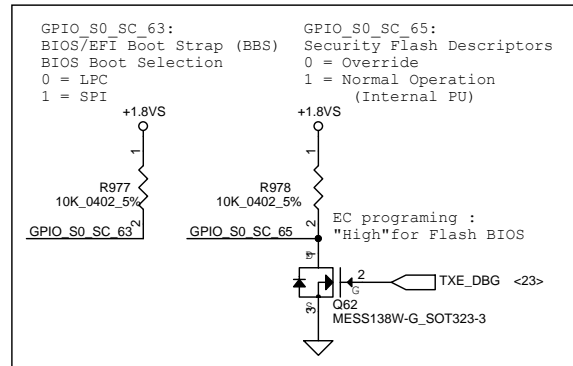 GPIO_S0_SC_63:
BIOS/EFI Boot Strap (BBS)
BIOS Boot Selection
0 = LPC
1 = SPI
GPIO_S0_SC_65:
Security Flash Descriptors
0 = Override
1 = Normal Operation
(Internal PU)
+1.8VS
+1.8VS
1
R977
10K_0402_5%
2
GPIO_S0_SC_63
1
R978
10K_0402_5%
2
GPIO_S0_SC_65
EC programing :
"High"for Flash BIOS
D
1
2
G
TXE_DBG <23>
S
3
Q62
MESS138W-G_SOT323-3